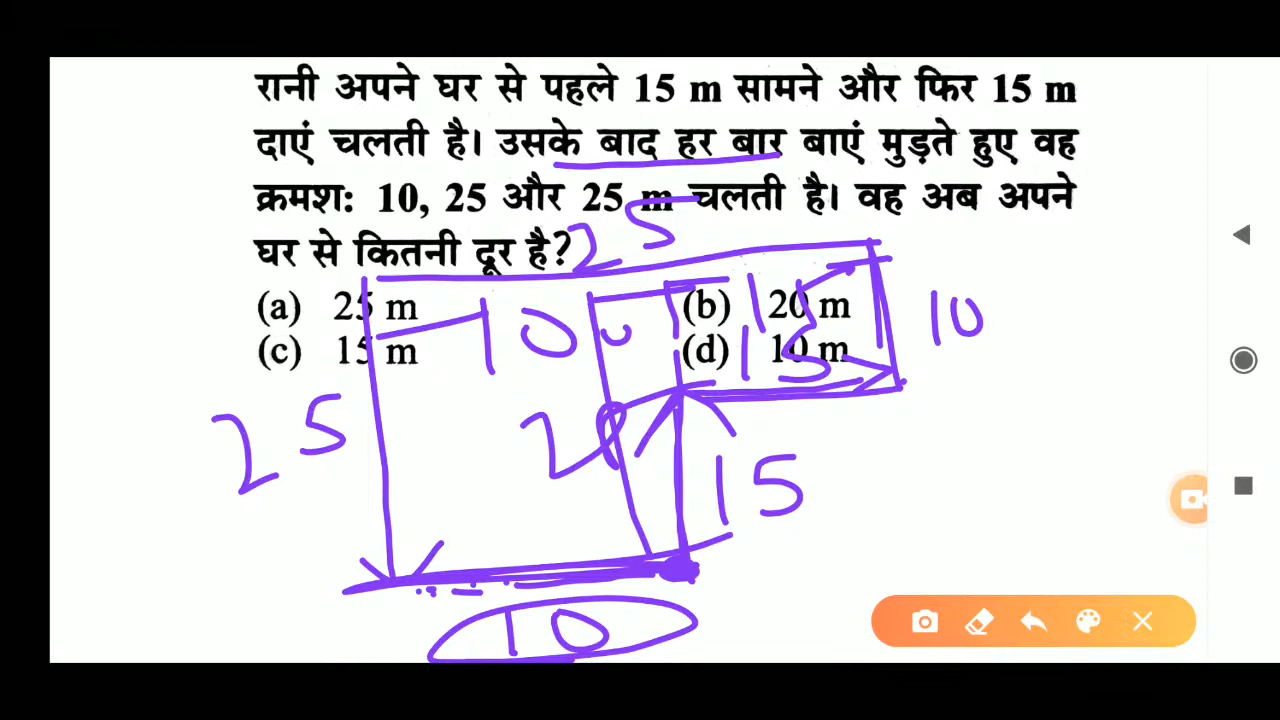 रानी अपने घर से पहले 15 m सामने और फिर 15 m
दाएं चलती है। उसके बाद हर बार बाएं मुड़ते हुए वह
क्रमश: 10, 25 और 25 m चलती है। वह अब अपने
घर से कितनी दूर है?
25
(a) 25 m (b) 20 m
10 15 10
(c) 15 m (d) 10 m
15
25
15
10